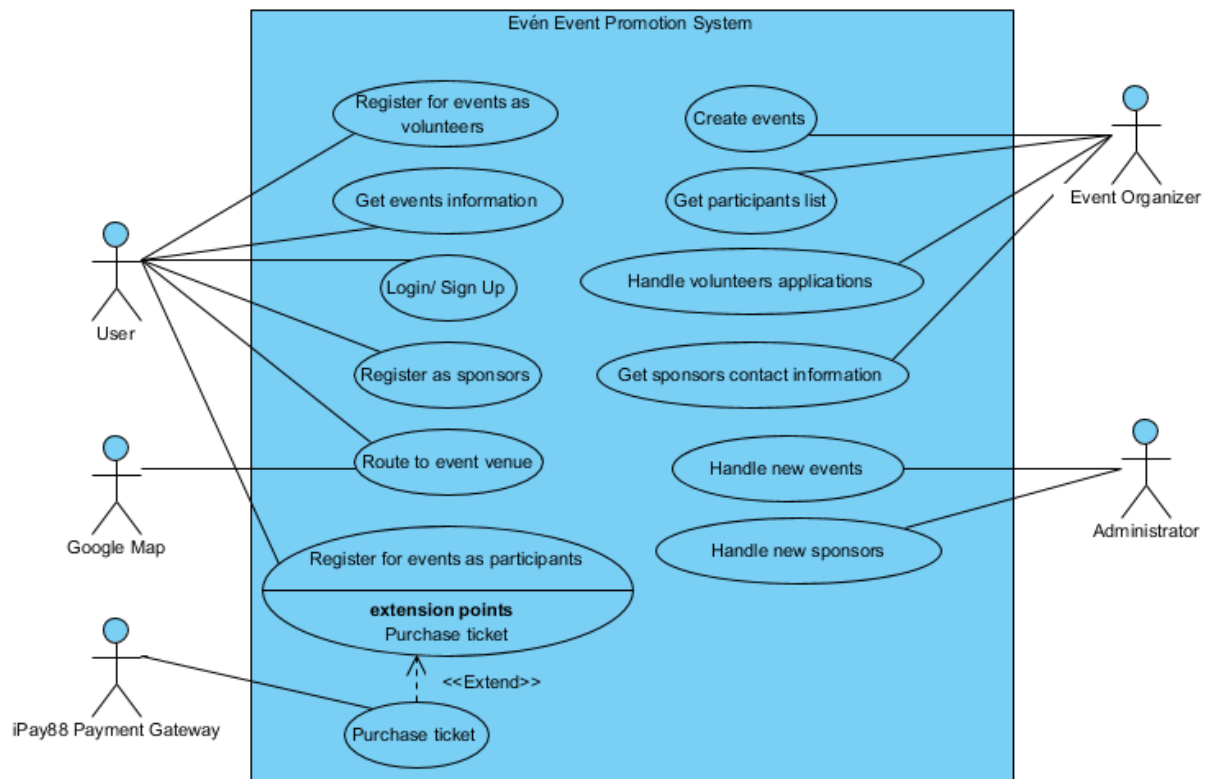 Evén Event Promotion System
Register for events as
volunteers
Create events
Get events information
Get participants list
Event Organizer
Login/ Sign Up
Handle volunteers applications
User
Register as sponsors
Get sponsors contact information
Route to event venue
Handle new events
Google Map
Administrator
Register for events as participants
Handle new sponsors
extension points
Purchase ticket
<<Extend>>
iPay88 Payment Gateway
Purchase ticket